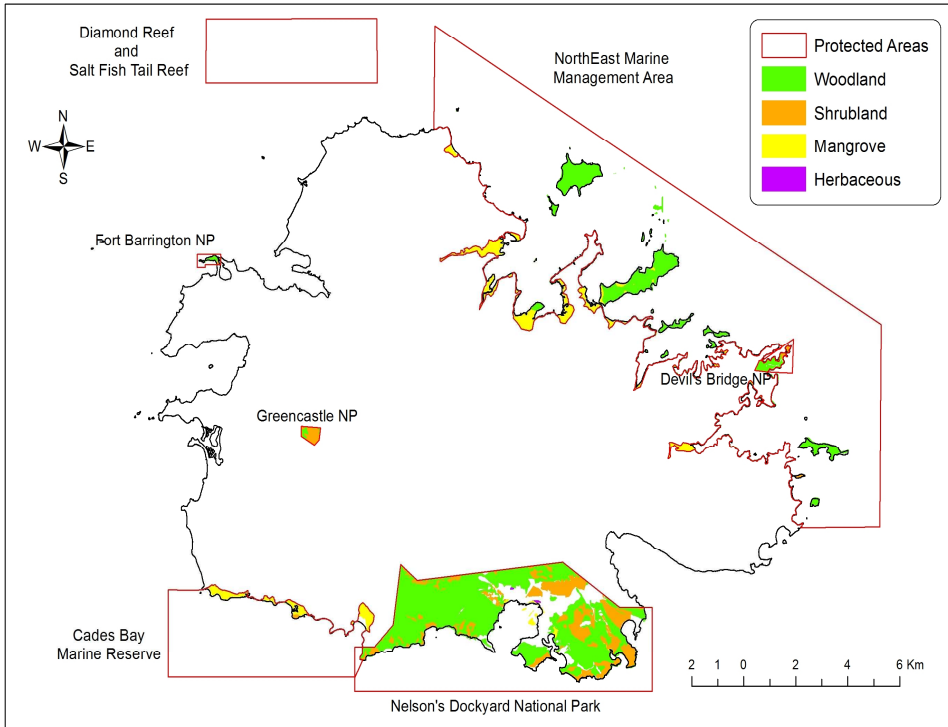 Diamond Reef
and
Salt Fish Tail Reef
NorthEast Marine
Management Area
Protected Areas
Woodland
Shrubland
Mangrove
Herbaceous
N
W E
S
Fort Barrington NP
Devil's Bridge NP
Greencastle NP
Cades Bay
Marine Reserve
2 1 0 2 4 6 Km
Nelson's Dockyard National Park